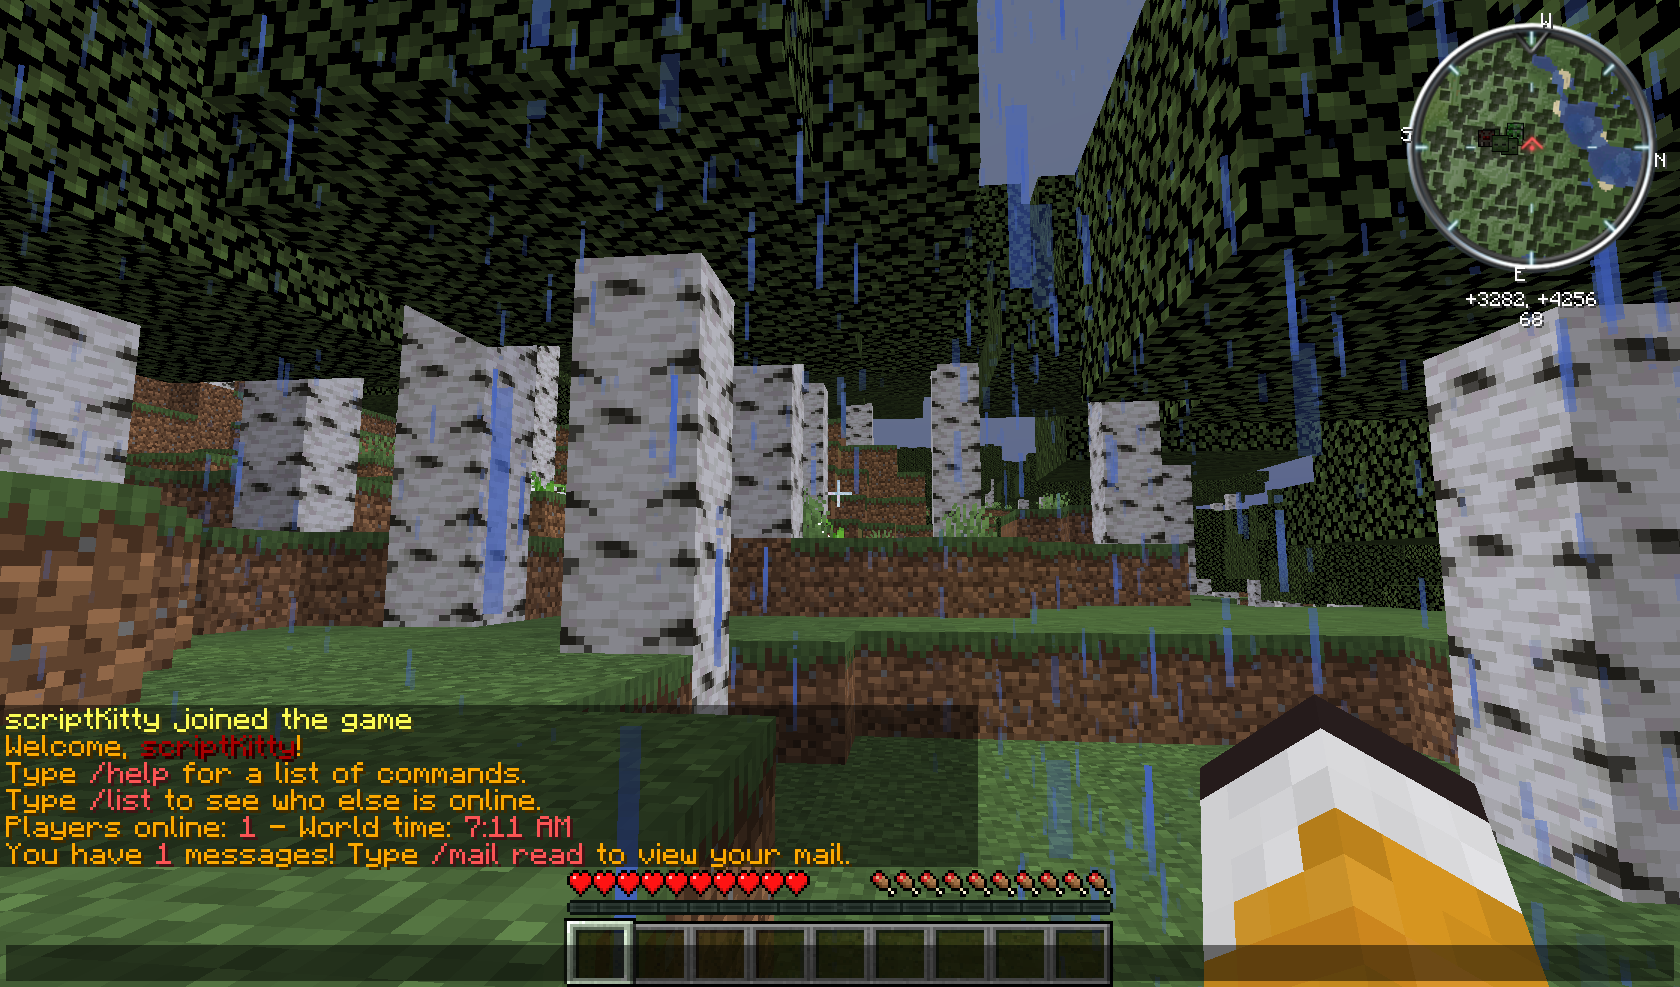 W
S
N
E
+3282, +4256
68
scriptKitty joined the game
Welcome, scriptKitty!
Type /help for a list of commands.
Type /list to see who else is online.
Players online: 1 - World time: 7:11 AM
You have 1 messages! Type /mail read to view your mail.